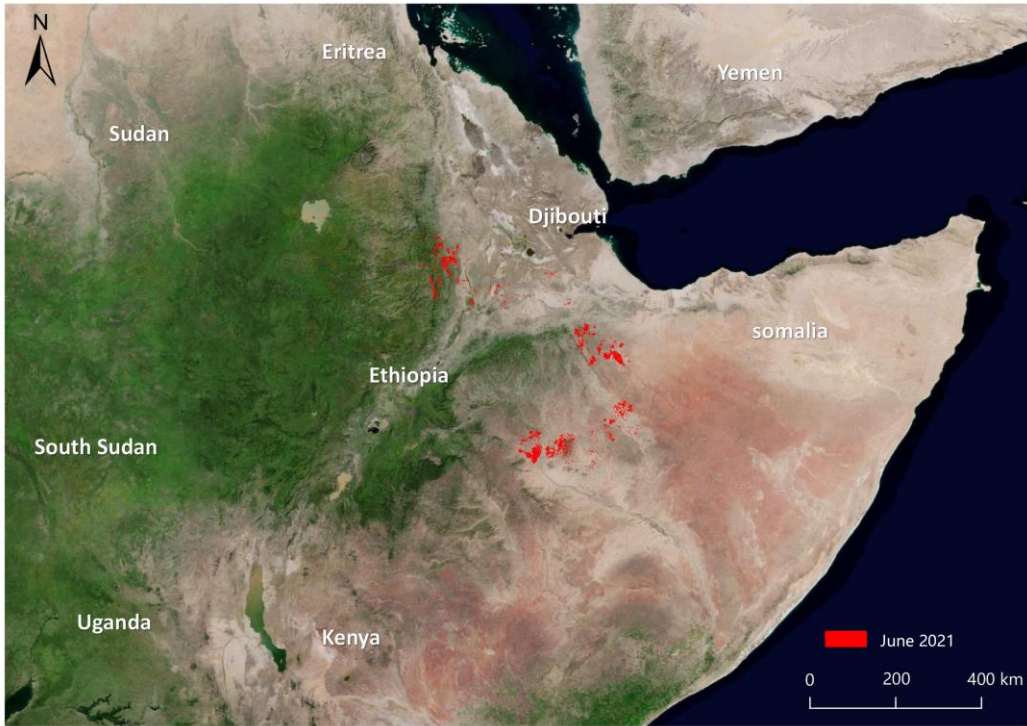 N
Eritrea
Yemen
Sudan
Djibouti
somalia
Ethiopia
South Sudan
Uganda
Kenya
June 2021
0 200 400 km